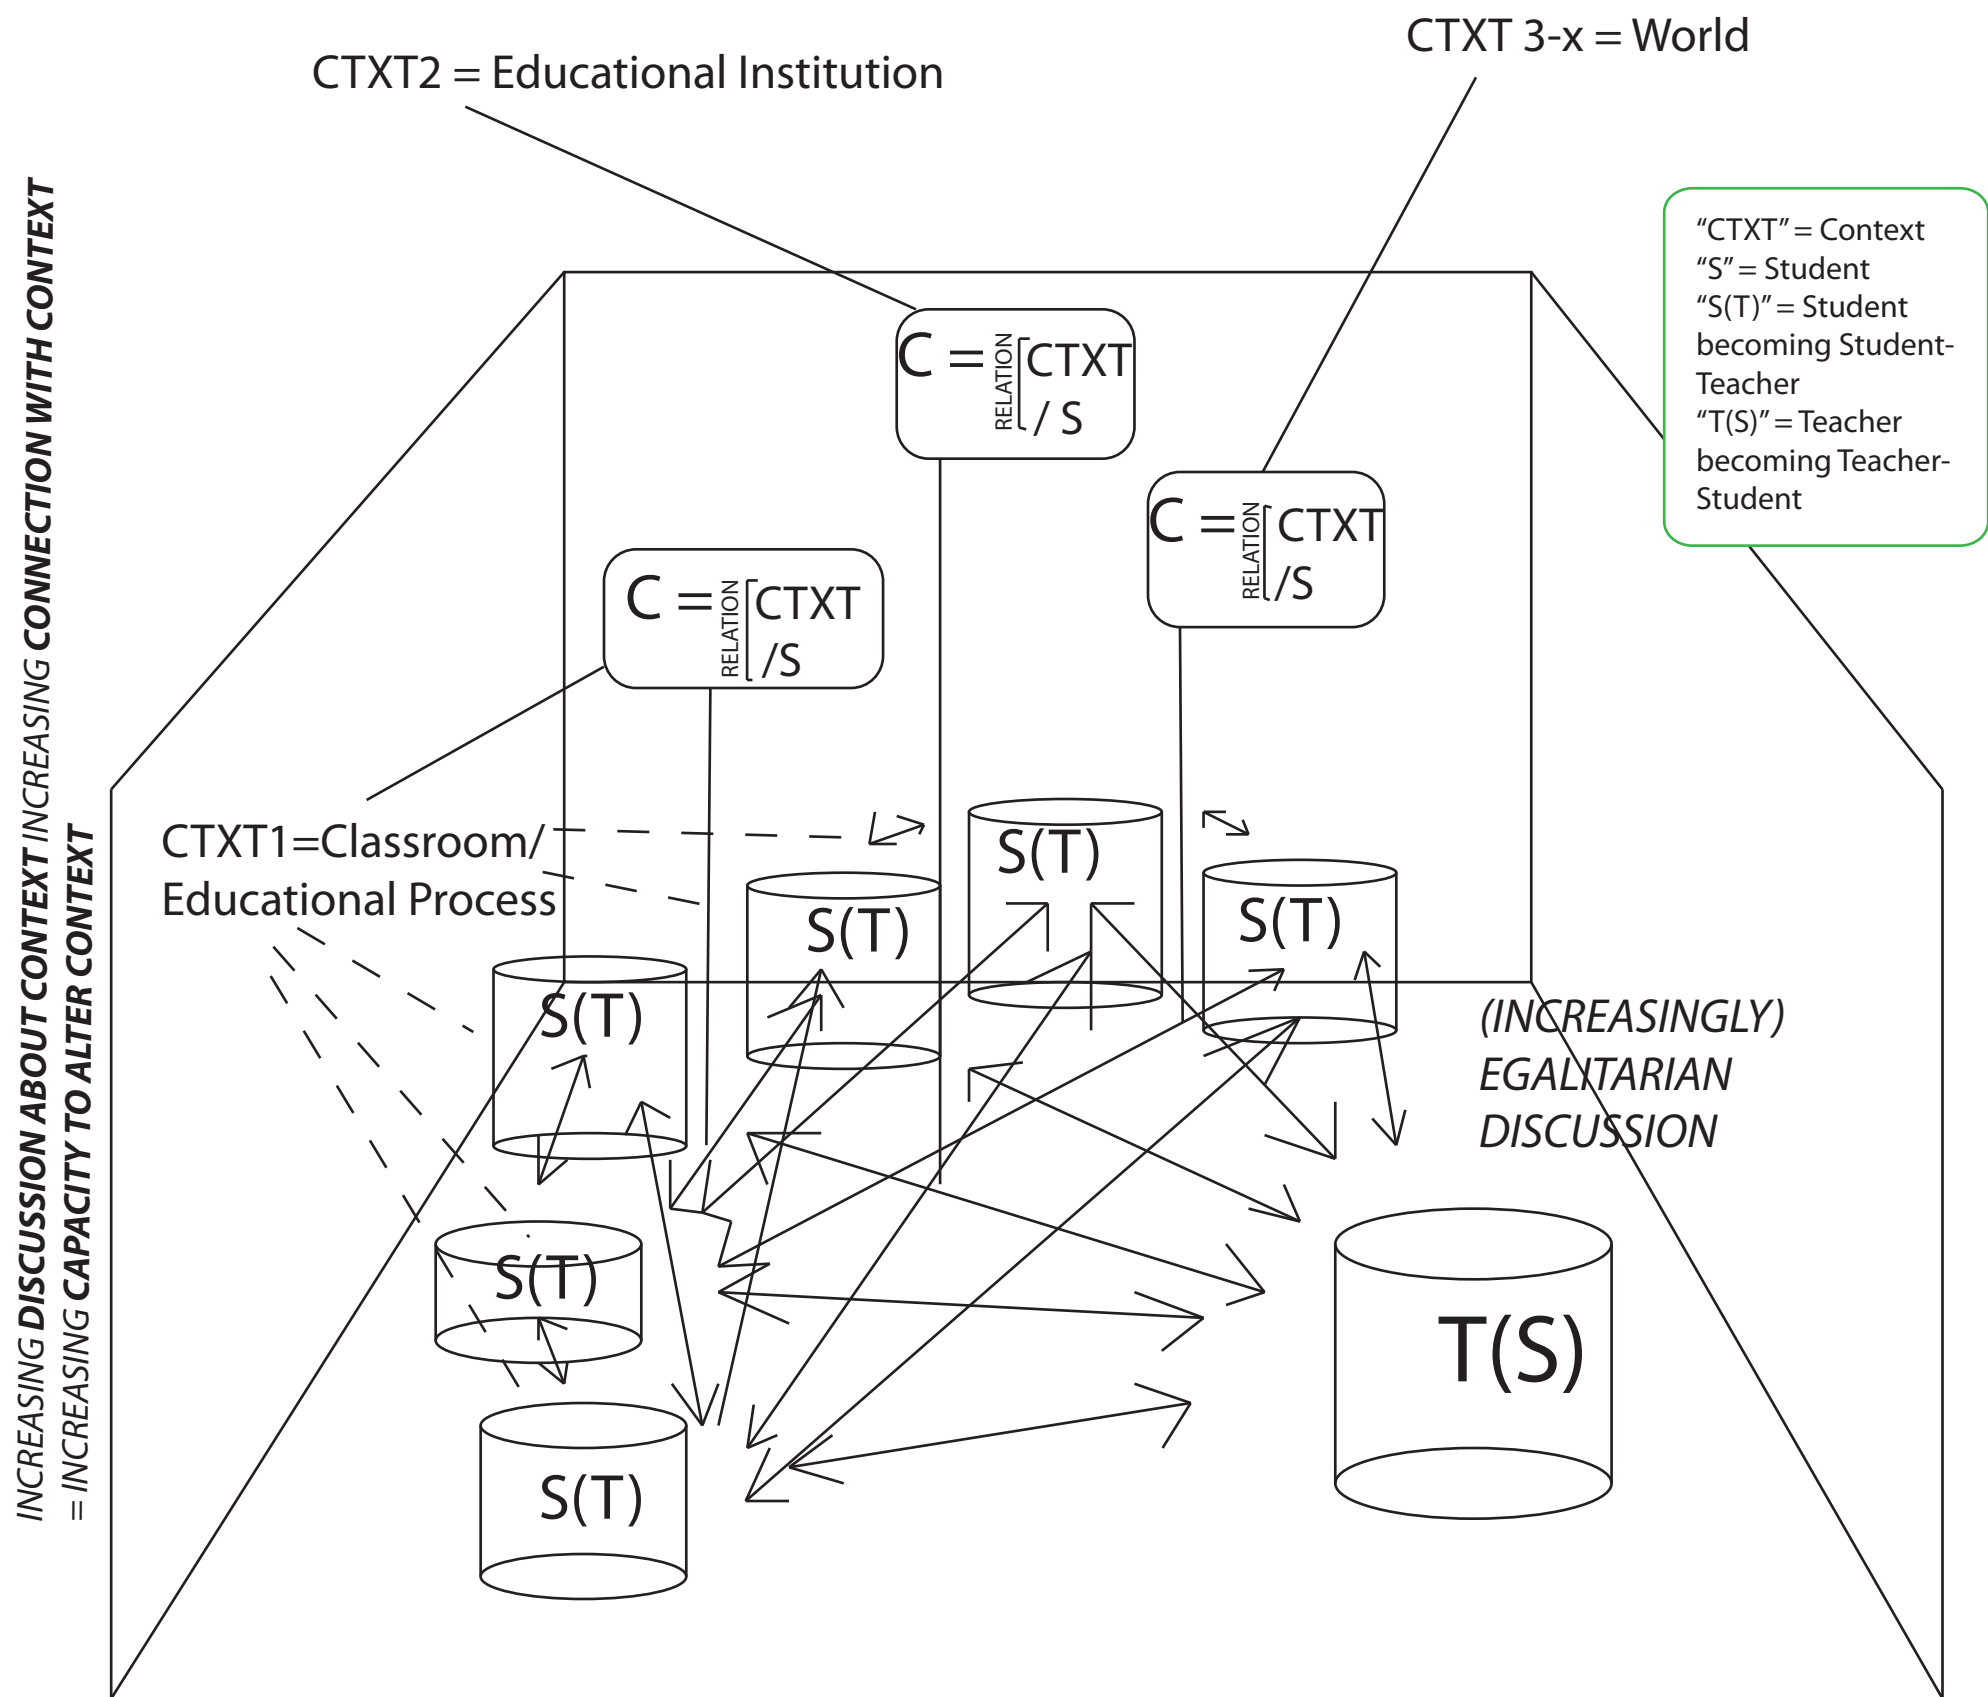 CTXT 3-x = World
CTXT2 = Educational Institution
INCREASING DISCUSSION ABOUT CONTEXT INCREASING CONNECTION WITH CONTEXT
= INCREASING CAPACITY TO ALTER CONTEXT
“CTXT” = Context
“S” = Student
“S(T)” = Student
becoming Student-
Teacher
“T(S)” = Teacher
becoming Teacher-
Student
C =
RELATION
CTXT
/ S
C =
RELATION
CTXT
/S
C =
RELATION
CTXT
/S
CTXT1=Classroom/
Educational Process
S(T)
S(T)
S(T)
S(T)
(INCREASINGLY)
EGALITARIAN
DISCUSSION
S(T)
T(S)
S(T)